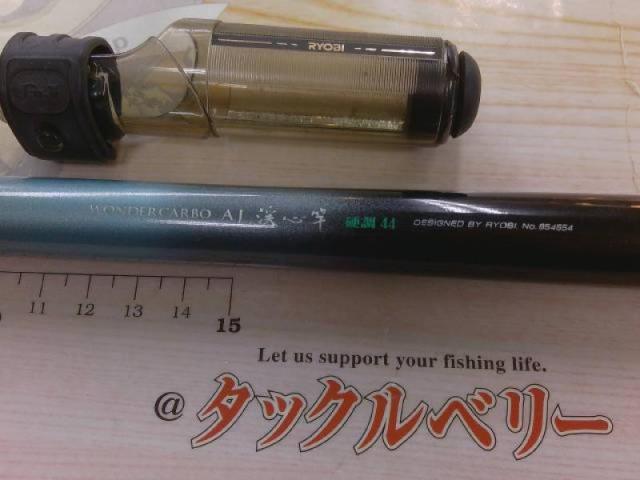 RYOBI
WONDERCARBO AJ 渓心竿 硬調 44 DESIGNED BY RYOBI. No.854654
11 12 13 14 15
Let us support your fishing life.
@タックルベリー